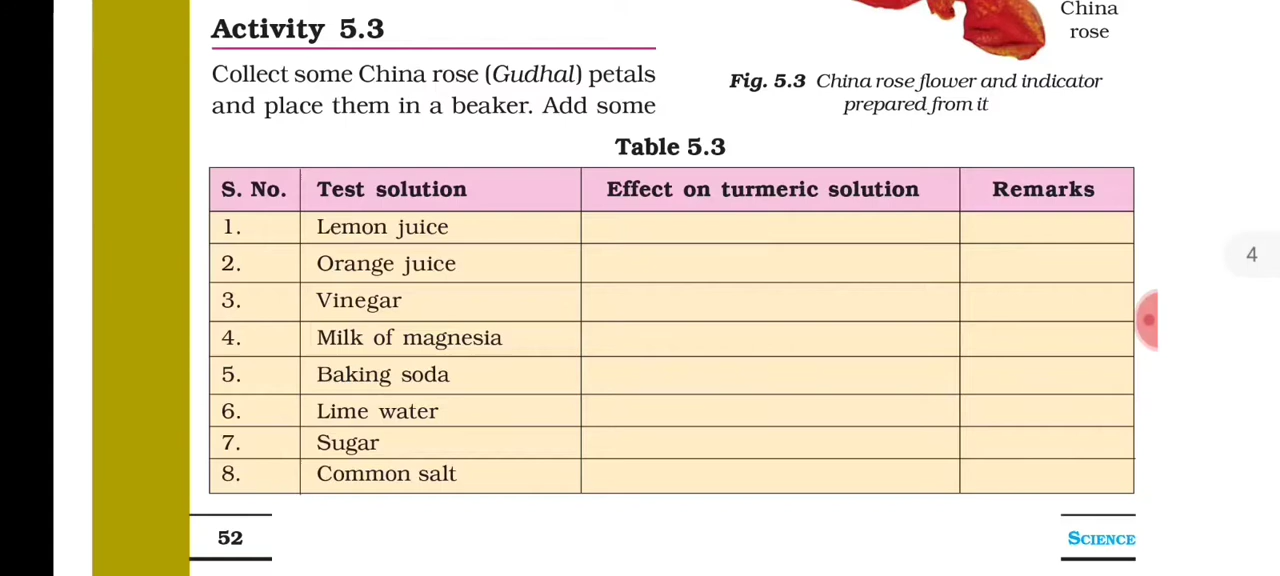 China
rose
Activity 5.3
Collect some China rose (Gudhal) petals
and place them in a beaker. Add some
Fig. 5.3 China rose flower and indicator
prepared from it
Table 5.3
S. No. Test solution Effect on turmeric solution Remarks
1. Lemon juice
2. Orange juice
3. Vinegar
4. Milk of magnesia
5. Baking soda
6. Lime water
7. Sugar
8. Common salt
52
SCIENCE
4